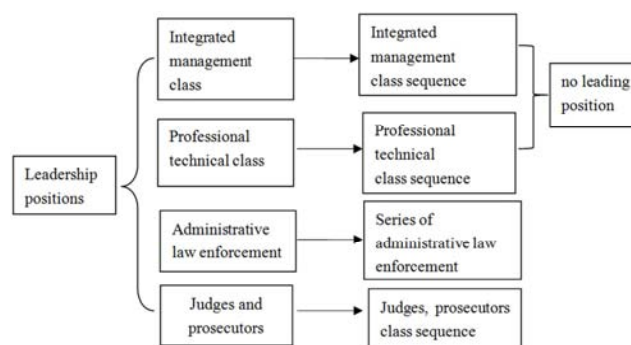 Leadership
positions
Integrated
management
class
Integrated
management
class sequence
no leading
position
Professional
technical class
Professional
technical
class sequence
Administrative
law enforcement
Series of
administrative law
enforcement
Judges and
prosecutors
Judges, prosecutors
class sequence